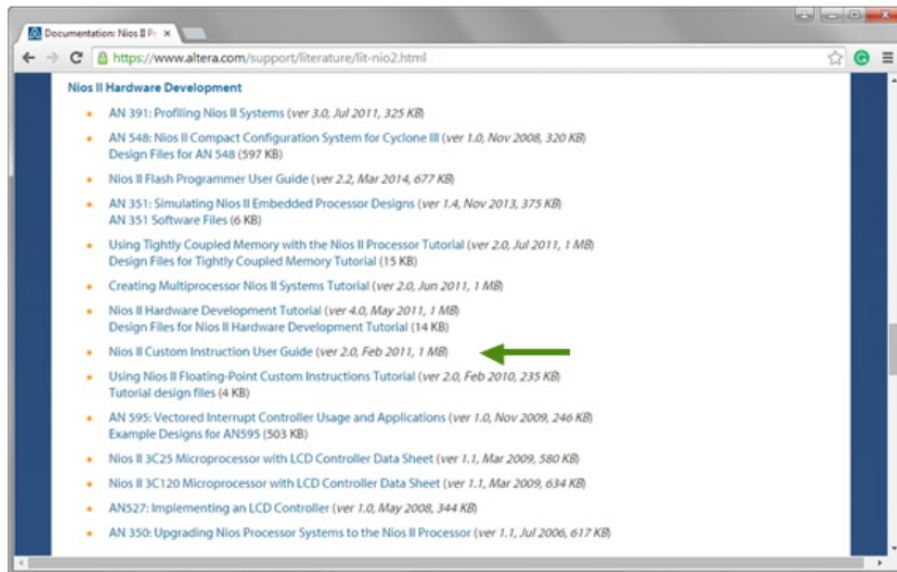 Documentation: Nios II Pr
https://www.altera.com/support/literature/lit-nio2.html
Nios II Hardware Development
AN 391: Profiling Nios II Systems (ver 3.0, Jul 2011, 325 KB)
AN 548: Nios II Compact Configuration System for Cyclone III (ver 1.0, Nov 2008, 320 KB)
Design Files for AN 548 (597 KB)
Nios II Flash Programmer User Guide (ver 2.2, Mar 2014, 677 KB)
AN 351: Simulating Nios II Embedded Processor Designs (ver 1.4, Nov 2013, 375 KB)
AN 351 Software Files (6 KB)
Using Tightly Coupled Memory with the Nios II Processor Tutorial (ver 2.0, Jul 2011, 1 MB)
Design Files for Tightly Coupled Memory Tutorial (15 KB)
Creating Multiprocessor Nios II Systems Tutorial (ver 2.0, Jun 2011, 1 MB)
Nios II Hardware Development Tutorial (ver 4.0, May 2011, 1 MB)
Design Files for Nios II Hardware Development Tutorial (14 KB)
Nios II Custom Instruction User Guide (ver 2.0, Feb 2011, 1 MB)
Using Nios II Floating-Point Custom Instructions Tutorial (ver 2.0, Feb 2010, 235 KB)
Tutorial design files (4 KB)
AN 595: Vectored Interrupt Controller Usage and Applications (ver 1.0, Nov 2009, 246 KB)
Example Designs for AN595 (503 KB)
Nios II 3C25 Microprocessor with LCD Controller Data Sheet (ver 1.1, Mar 2009, 580 KB)
Nios II 3C120 Microprocessor with LCD Controller Data Sheet (ver 1.1, Mar 2009, 634 KB)
AN527: Implementing an LCD Controller (ver 1.0, May 2008, 344 KB)
AN 350: Upgrading Nios Processor Systems to the Nios II Processor (ver 1.1, Jul 2006, 617 KB)